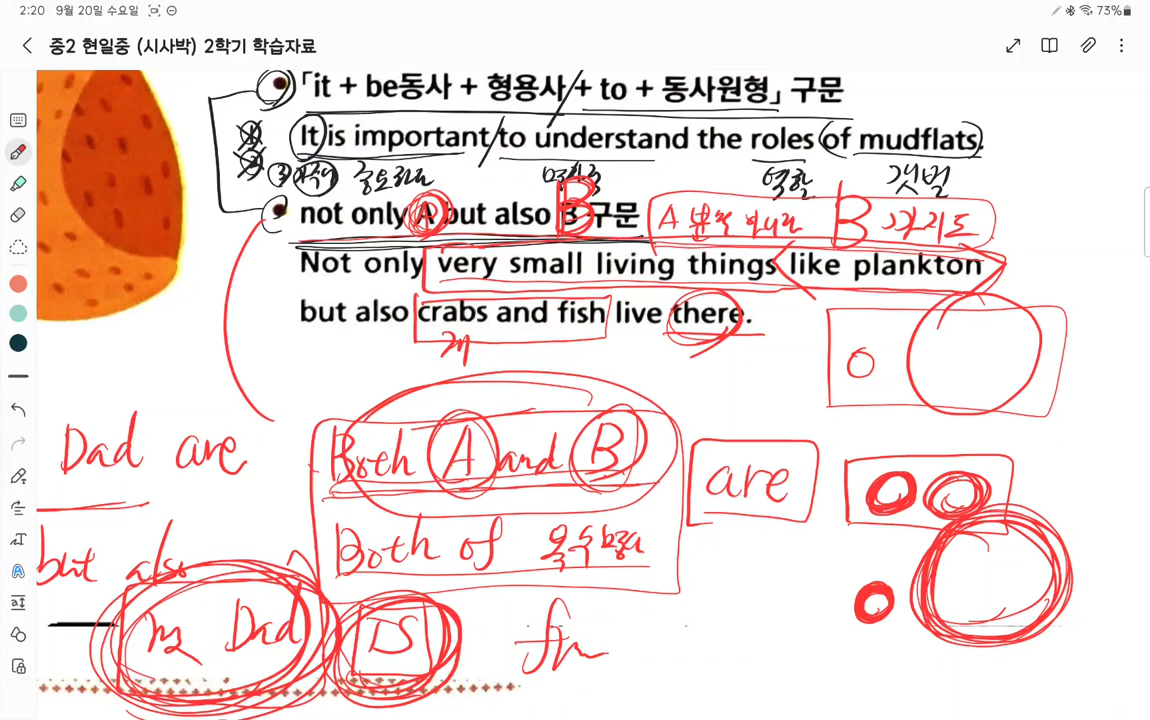 2:20 9월 20일 수요일 73%
중2 현일중 (시사박) 2학기 학습자료
「it + be동사 + 형용사 + to + 동사원형」 구문
It is important to understand the roles of mudflats.
중요하다 역할 갯벌
not only A but also B 구문 A 뿐만 아니라 B 까지도
Not only very small living things like plankton
but also crabs and fish live there.
게
Dad are Both A and B are
but also Both of 복수명사
my Dad IS